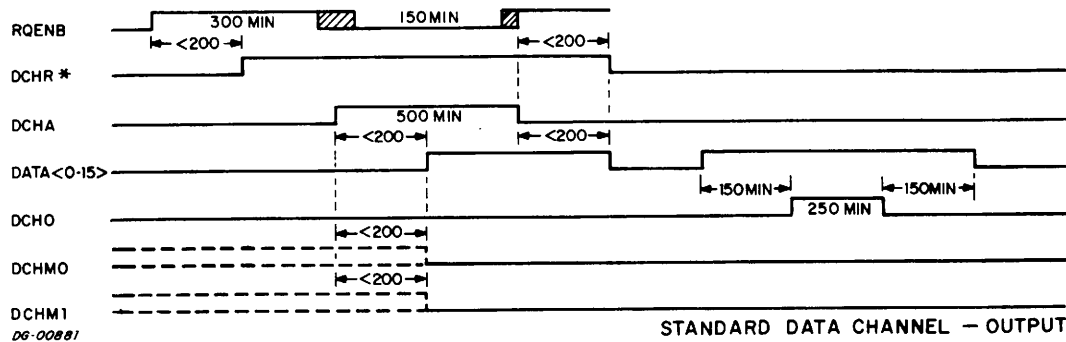 RQENB
300 MIN
150 MIN
<200
<200
DCHR *
DCHA
500 MIN
<200
<200
DATA<0-15>
150MIN
150MIN
DCHO
250 MIN
<200
DCHMO
<200
DCHM1
DG-00881
STANDARD DATA CHANNEL — OUTPUT